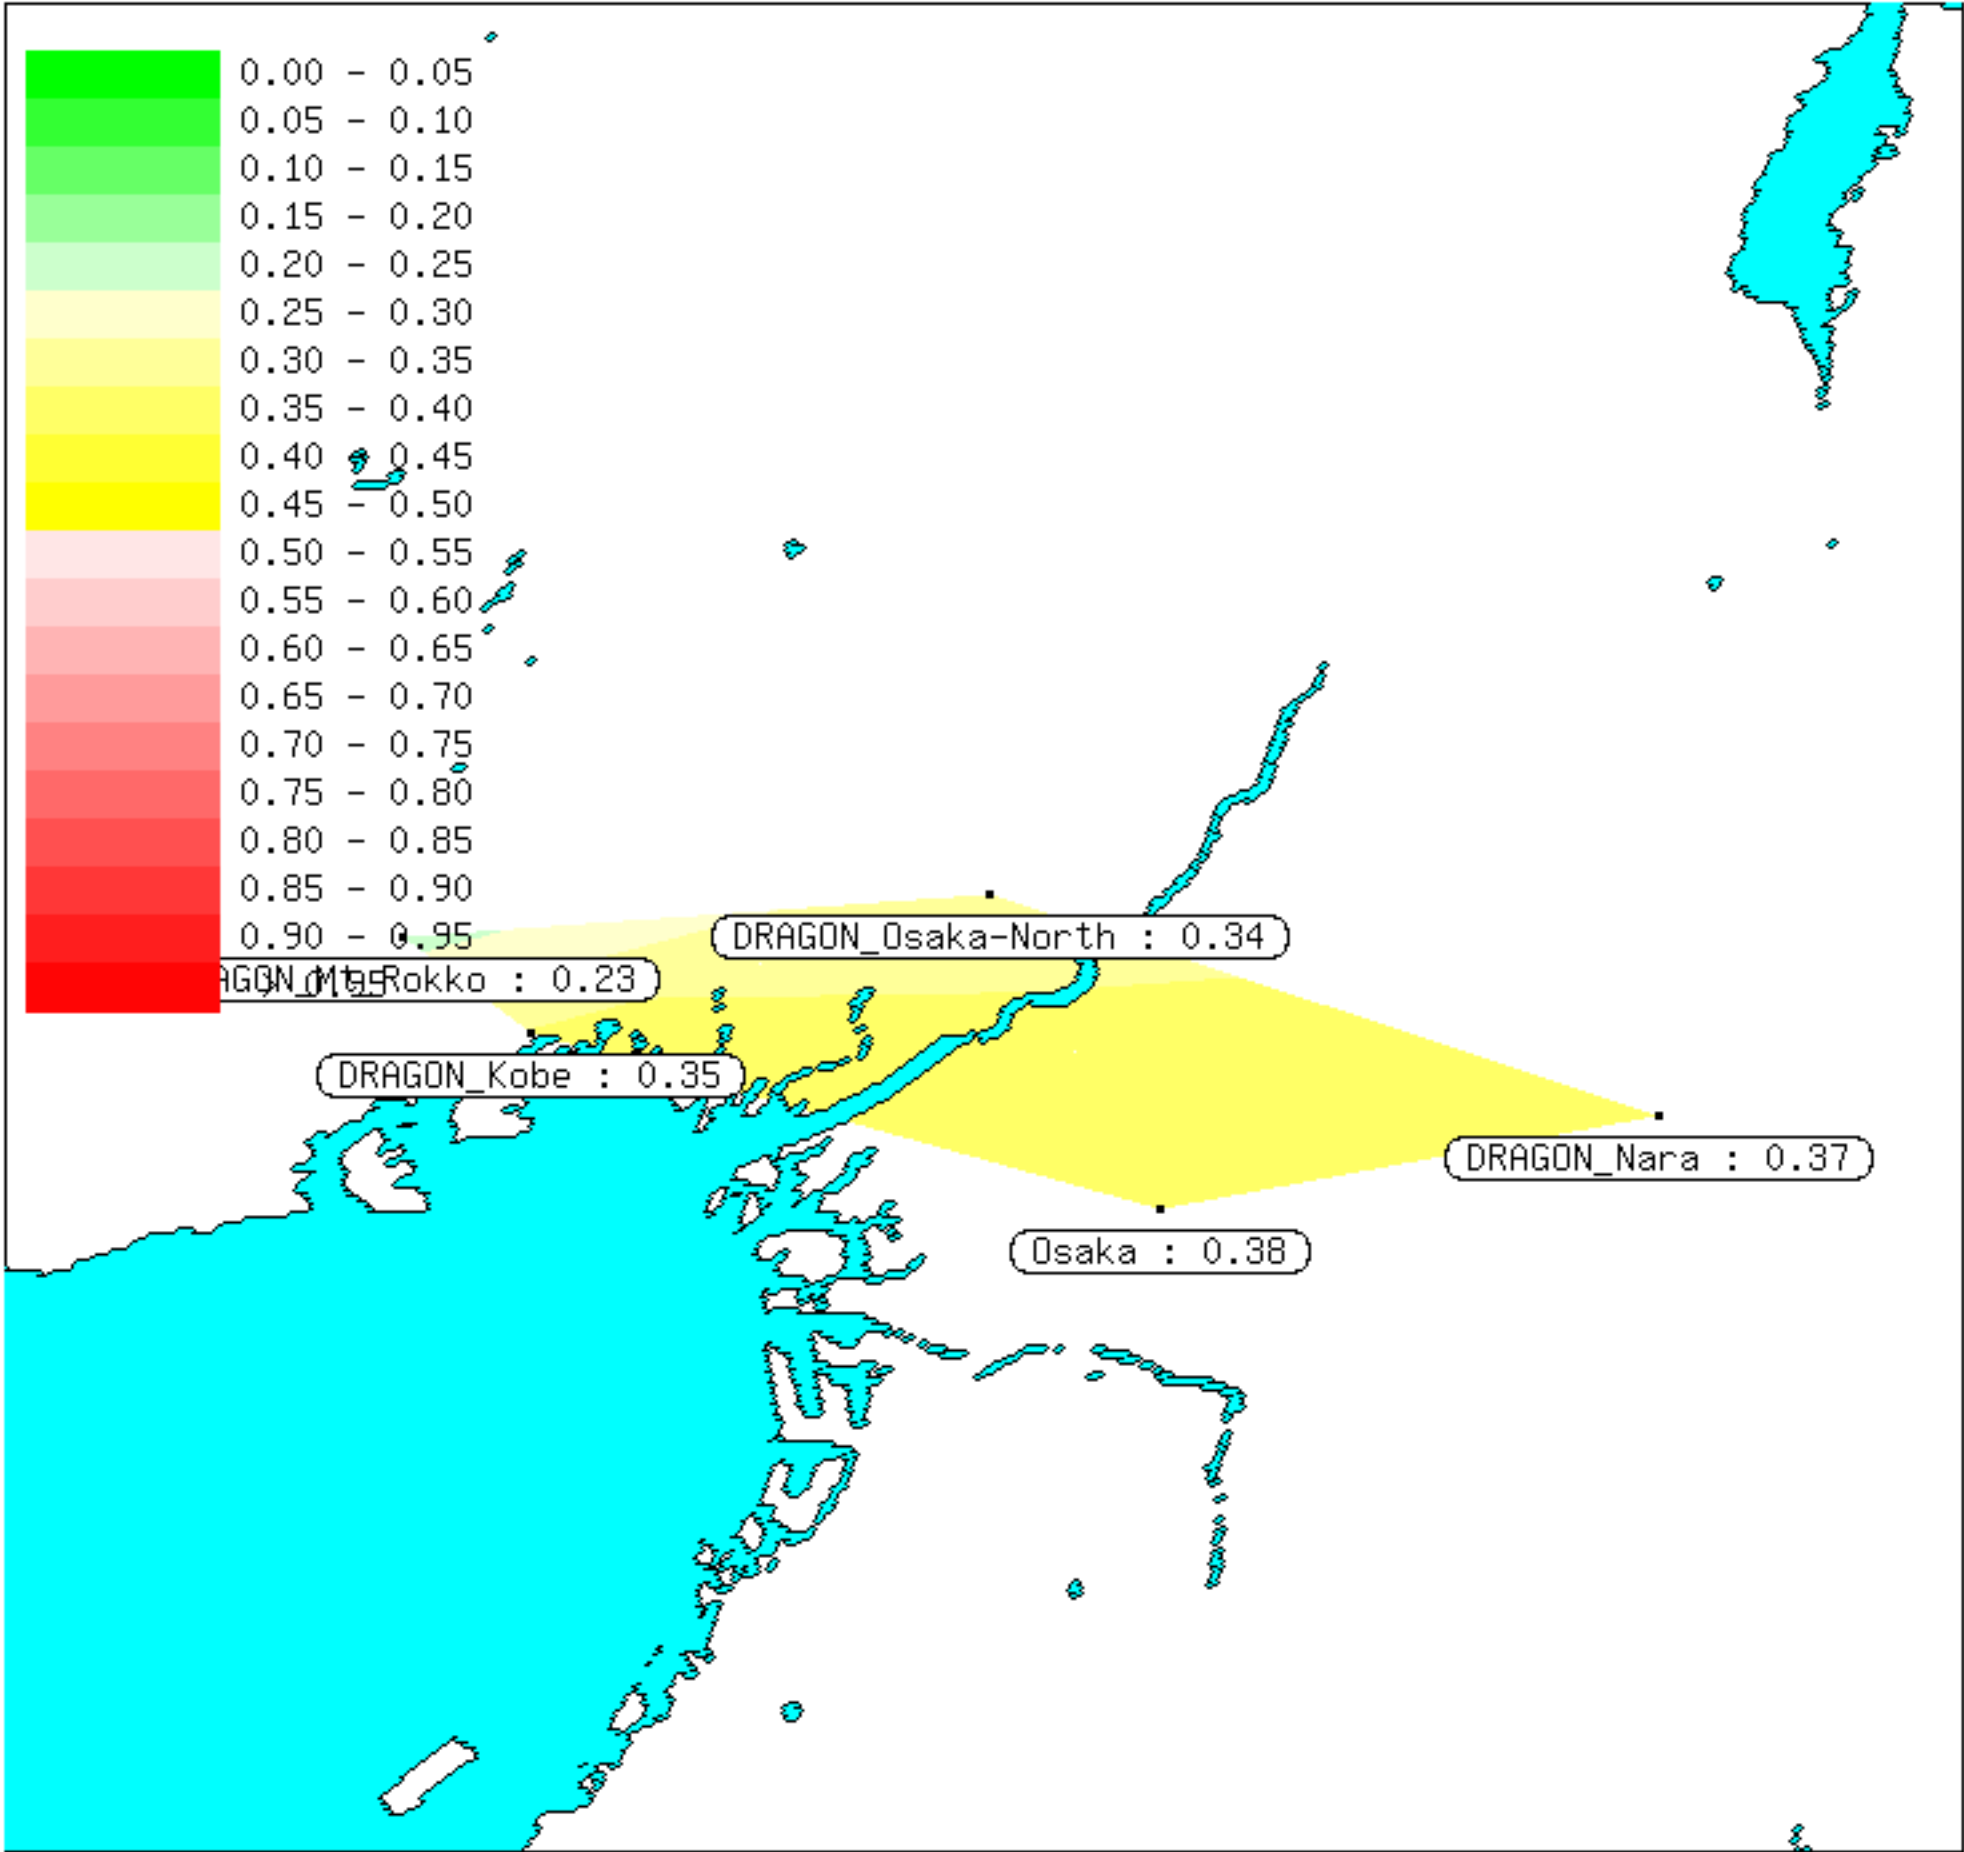 0.00 - 0.05
0.05 - 0.10
0.10 - 0.15
0.15 - 0.20
0.20 - 0.25
0.25 - 0.30
0.30 - 0.35
0.35 - 0.40
0.40 - 0.45
0.45 - 0.50
0.50 - 0.55
0.55 - 0.60
0.60 - 0.65
0.65 - 0.70
0.70 - 0.75
0.75 - 0.80
0.80 - 0.85
0.85 - 0.90
0.90 - 0.95
> 0.95
DRAGON_Osaka-North : 0.34
AGON_Mt_Rokko : 0.23
DRAGON_Kobe : 0.35
DRAGON_Nara : 0.37
Osaka : 0.38